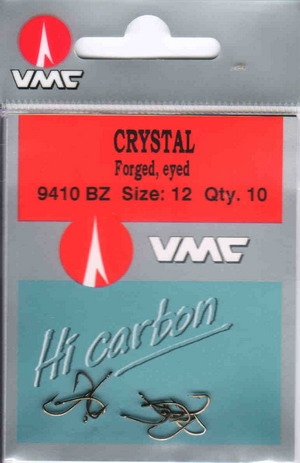 VMC
CRYSTAL
Forged, eyed
9410 BZ Size: 12 Qty. 10
VMC
Hi carbon